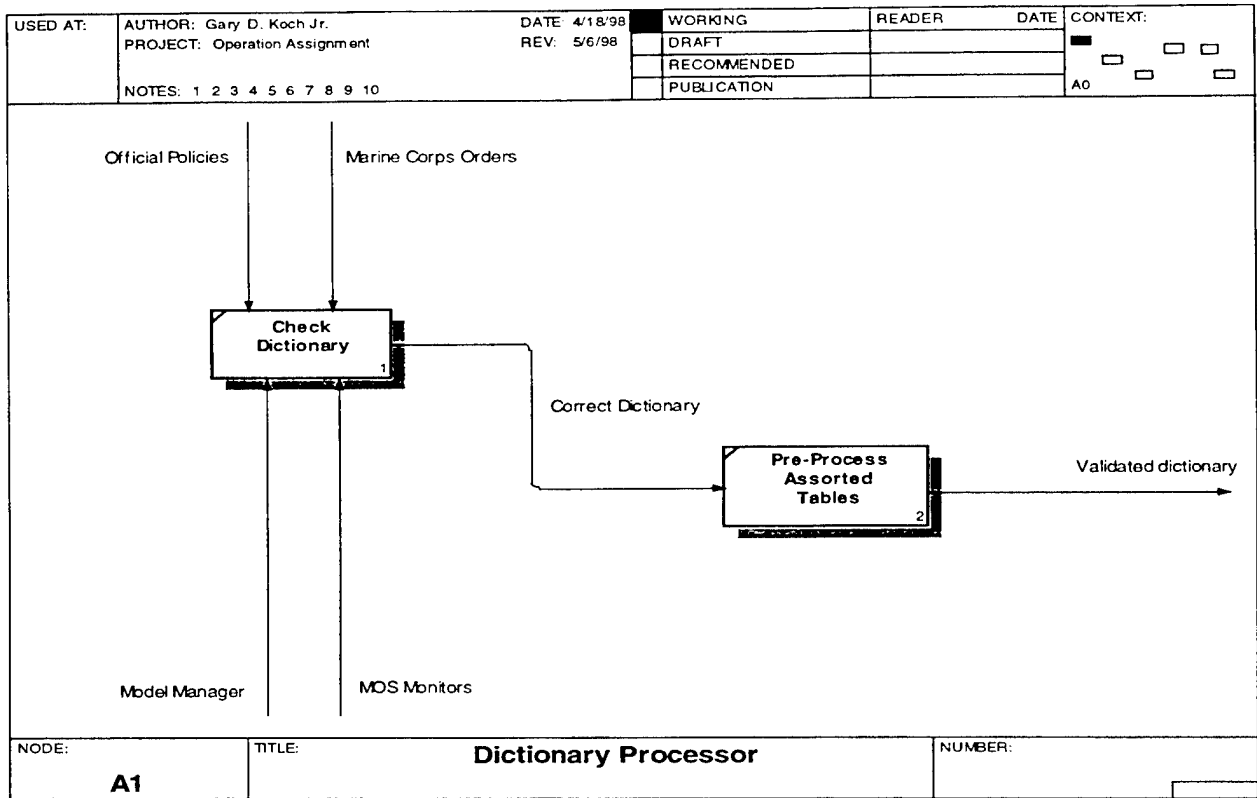 USED AT:
AUTHOR: Gary D. Koch Jr.
DATE: 4/18/98
PROJECT: Operation Assignment
REV: 5/6/98
NOTES: 1 2 3 4 5 6 7 8 9 10
WORKING
DRAFT
RECOMMENDED
PUBLICATION
READER DATE
CONTEXT:
A0
Official Policies
Marine Corps Orders
Check
Dictionary
1
Correct Dictionary
Pre-Process
Assorted
Tables
2
Validated dictionary
Model Manager
MOS Monitors
NODE:
A1
TITLE:
Dictionary Processor
NUMBER: